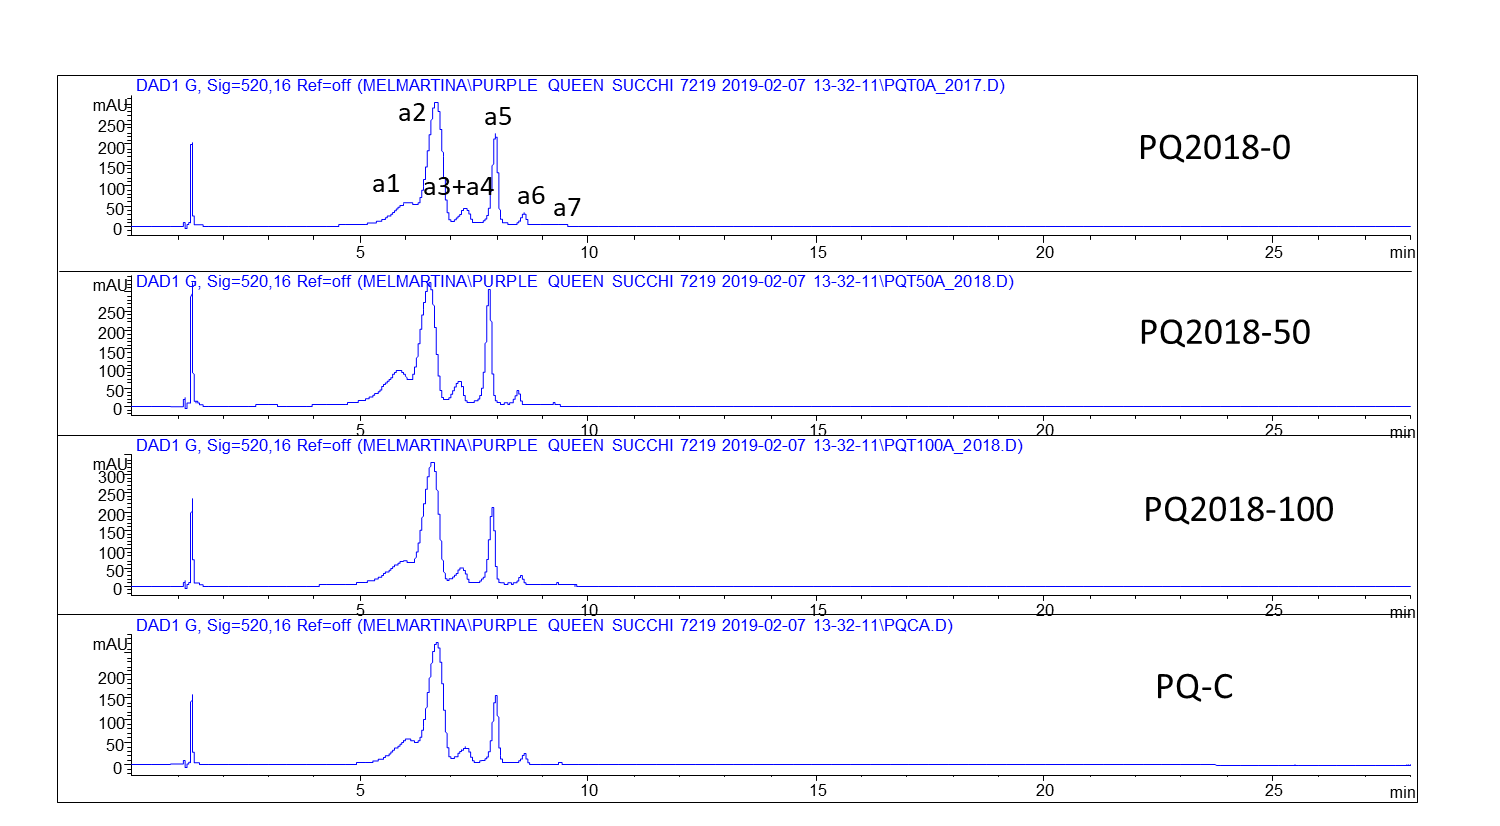 DAD1 G, Sig=520,16 Ref=off (MELMARTINA\PURPLE QUEEN SUCCHI 7219 2019-02-07 13-32-11\PQT0A_2017.D)
mAU
250
200
150
100
50
0
a1
a2
a3+a4
a5
a6
a7
PQ2018-0
5
10
15
20
25
min
DAD1 G, Sig=520,16 Ref=off (MELMARTINA\PURPLE QUEEN SUCCHI 7219 2019-02-07 13-32-11\PQT50A_2018.D)
mAU
250
200
150
100
50
0
PQ2018-50
5
10
15
20
25
min
DAD1 G, Sig=520,16 Ref=off (MELMARTINA\PURPLE QUEEN SUCCHI 7219 2019-02-07 13-32-11\PQT100A_2018.D)
mAU
300
250
200
150
100
50
0
PQ2018-100
5
10
15
20
25
min
DAD1 G, Sig=520,16 Ref=off (MELMARTINA\PURPLE QUEEN SUCCHI 7219 2019-02-07 13-32-11\PQCA.D)
mAU
200
150
100
50
0
PQ-C
5
10
15
20
25
min